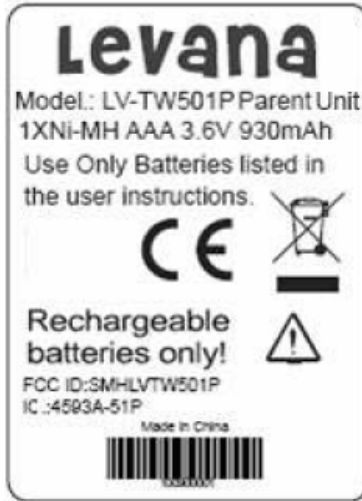 Levana
Model.: LV-TW501P Parent Unit
1XNi-MH AAA 3.6V 930mAh
Use Only Batteries listed in
the user instructions.
CE
Rechargeable
batteries only!
FCC ID:SMHLVTW501P
IC.:4593A-51P
Made in China